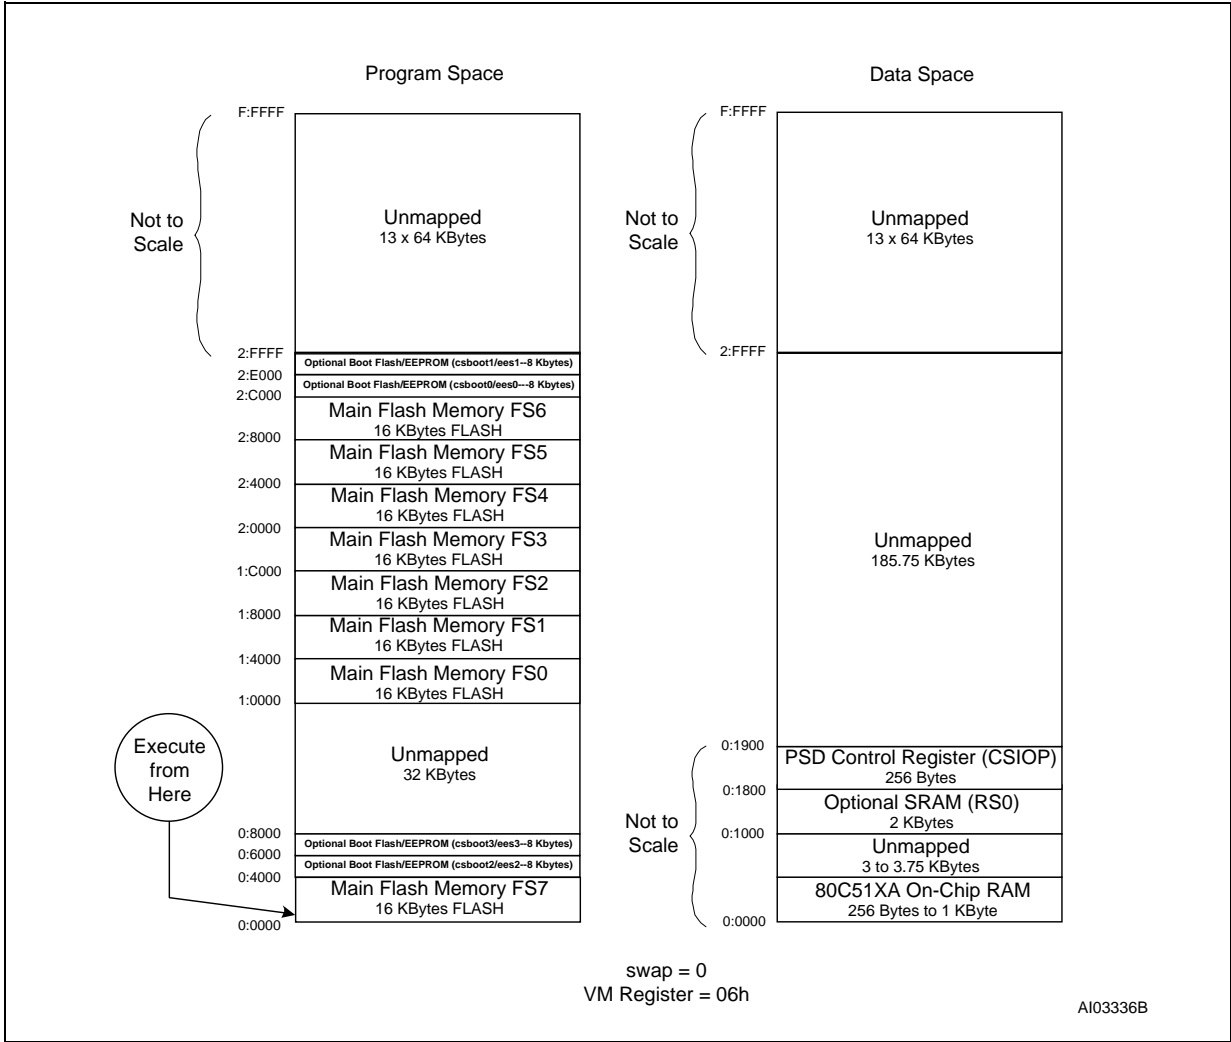 Program Space
F:FFFF
Not to
Scale
Unmapped
13 x 64 KBytes
2:FFFF
Optional Boot Flash/EEPROM (csboot1/ees1--8 Kbytes)
2:E000
Optional Boot Flash/EEPROM (csboot0/ees0---8 Kbytes)
2:C000
Main Flash Memory FS6
16 KBytes FLASH
2:8000
Main Flash Memory FS5
16 KBytes FLASH
2:4000
Main Flash Memory FS4
16 KBytes FLASH
2:0000
Main Flash Memory FS3
16 KBytes FLASH
1:C000
Main Flash Memory FS2
16 KBytes FLASH
1:8000
Main Flash Memory FS1
16 KBytes FLASH
1:4000
Main Flash Memory FS0
16 KBytes FLASH
1:0000
Unmapped
32 KBytes
Execute
from
Here
0:8000
Optional Boot Flash/EEPROM (csboot3/ees3--8 Kbytes)
0:6000
Optional Boot Flash/EEPROM (csboot2/ees2--8 Kbytes)
0:4000
Main Flash Memory FS7
16 KBytes FLASH
0:0000
Data Space
F:FFFF
Not to
Scale
Unmapped
13 x 64 KBytes
2:FFFF
Unmapped
185.75 KBytes
0:1900
PSD Control Register (CSIOP)
256 Bytes
0:1800
Optional SRAM (RS0)
2 KBytes
0:1000
Not to
Scale
Unmapped
3 to 3.75 KBytes
80C51XA On-Chip RAM
256 Bytes to 1 KByte
0:0000
swap = 0
VM Register = 06h
AI03336B